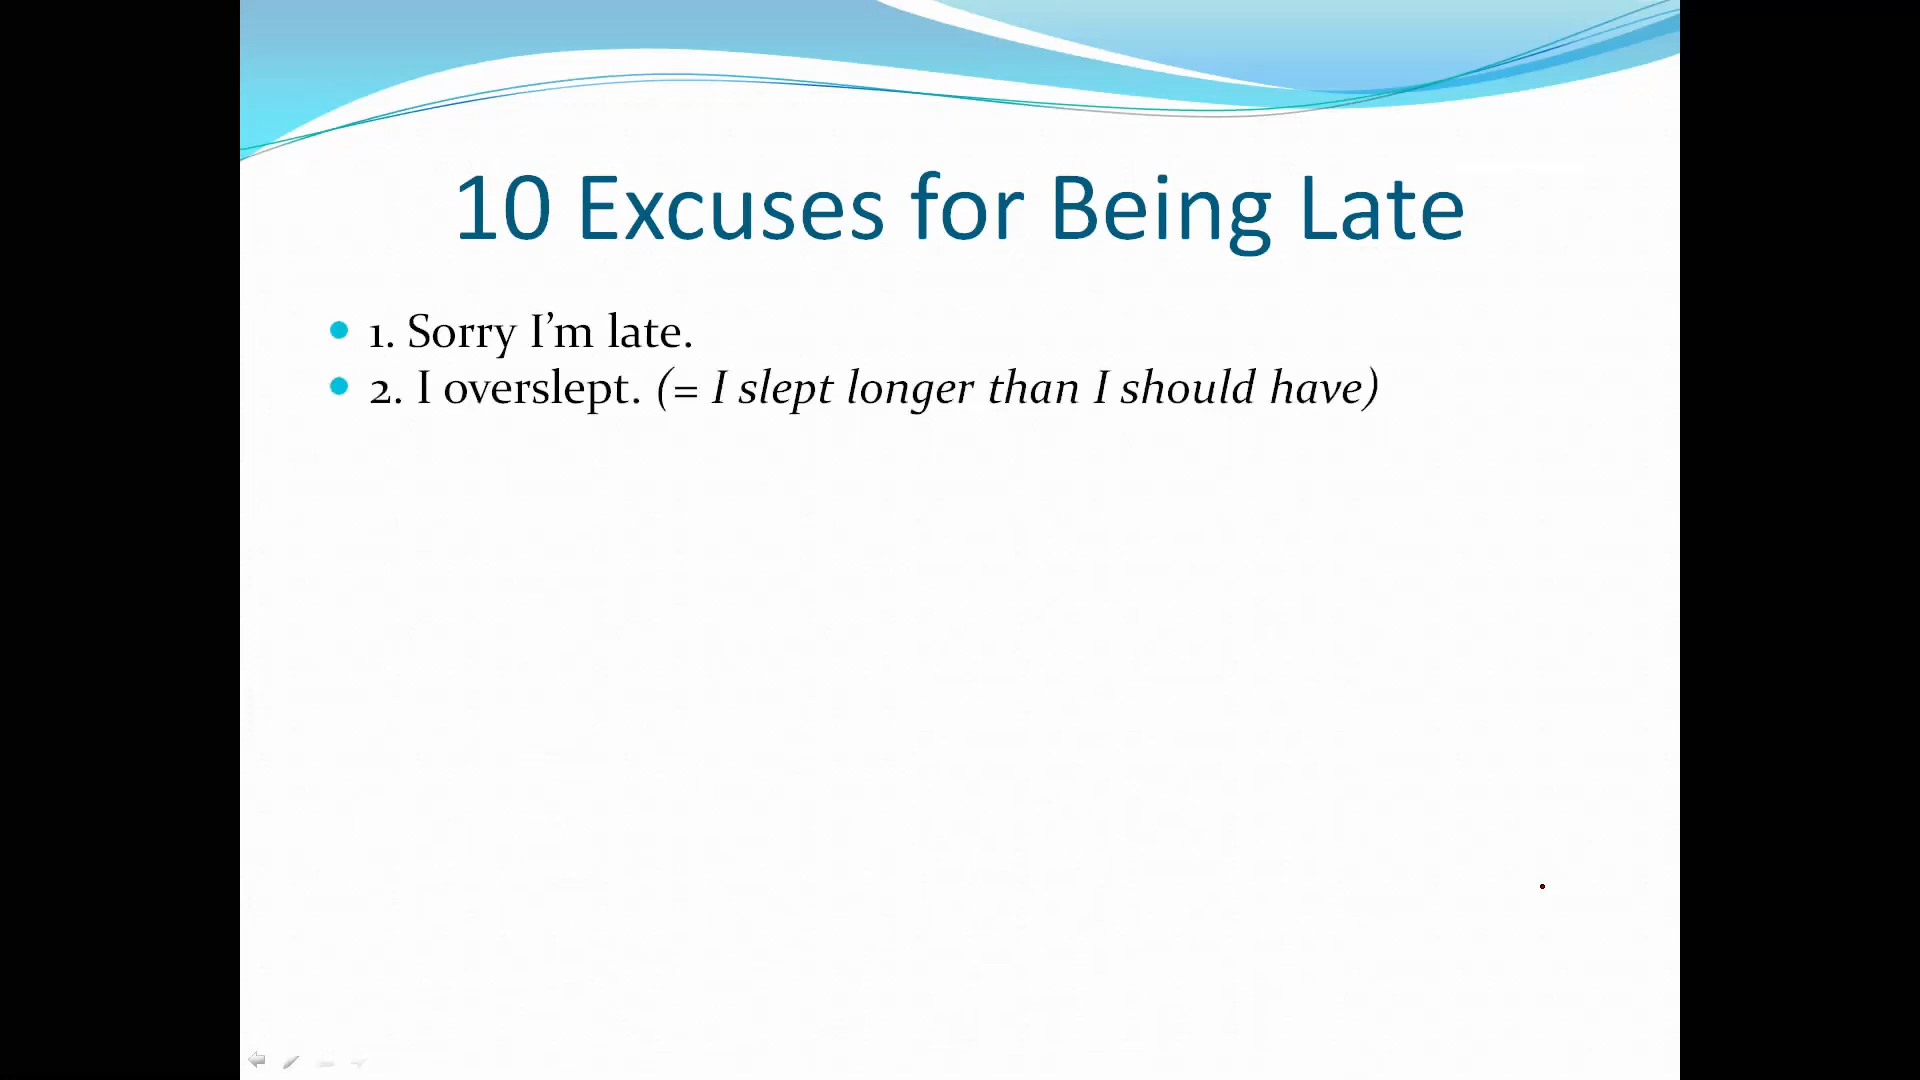 10 Excuses for Being Late
1. Sorry I’m late.
2. I overslept. (= I slept longer than I should have)